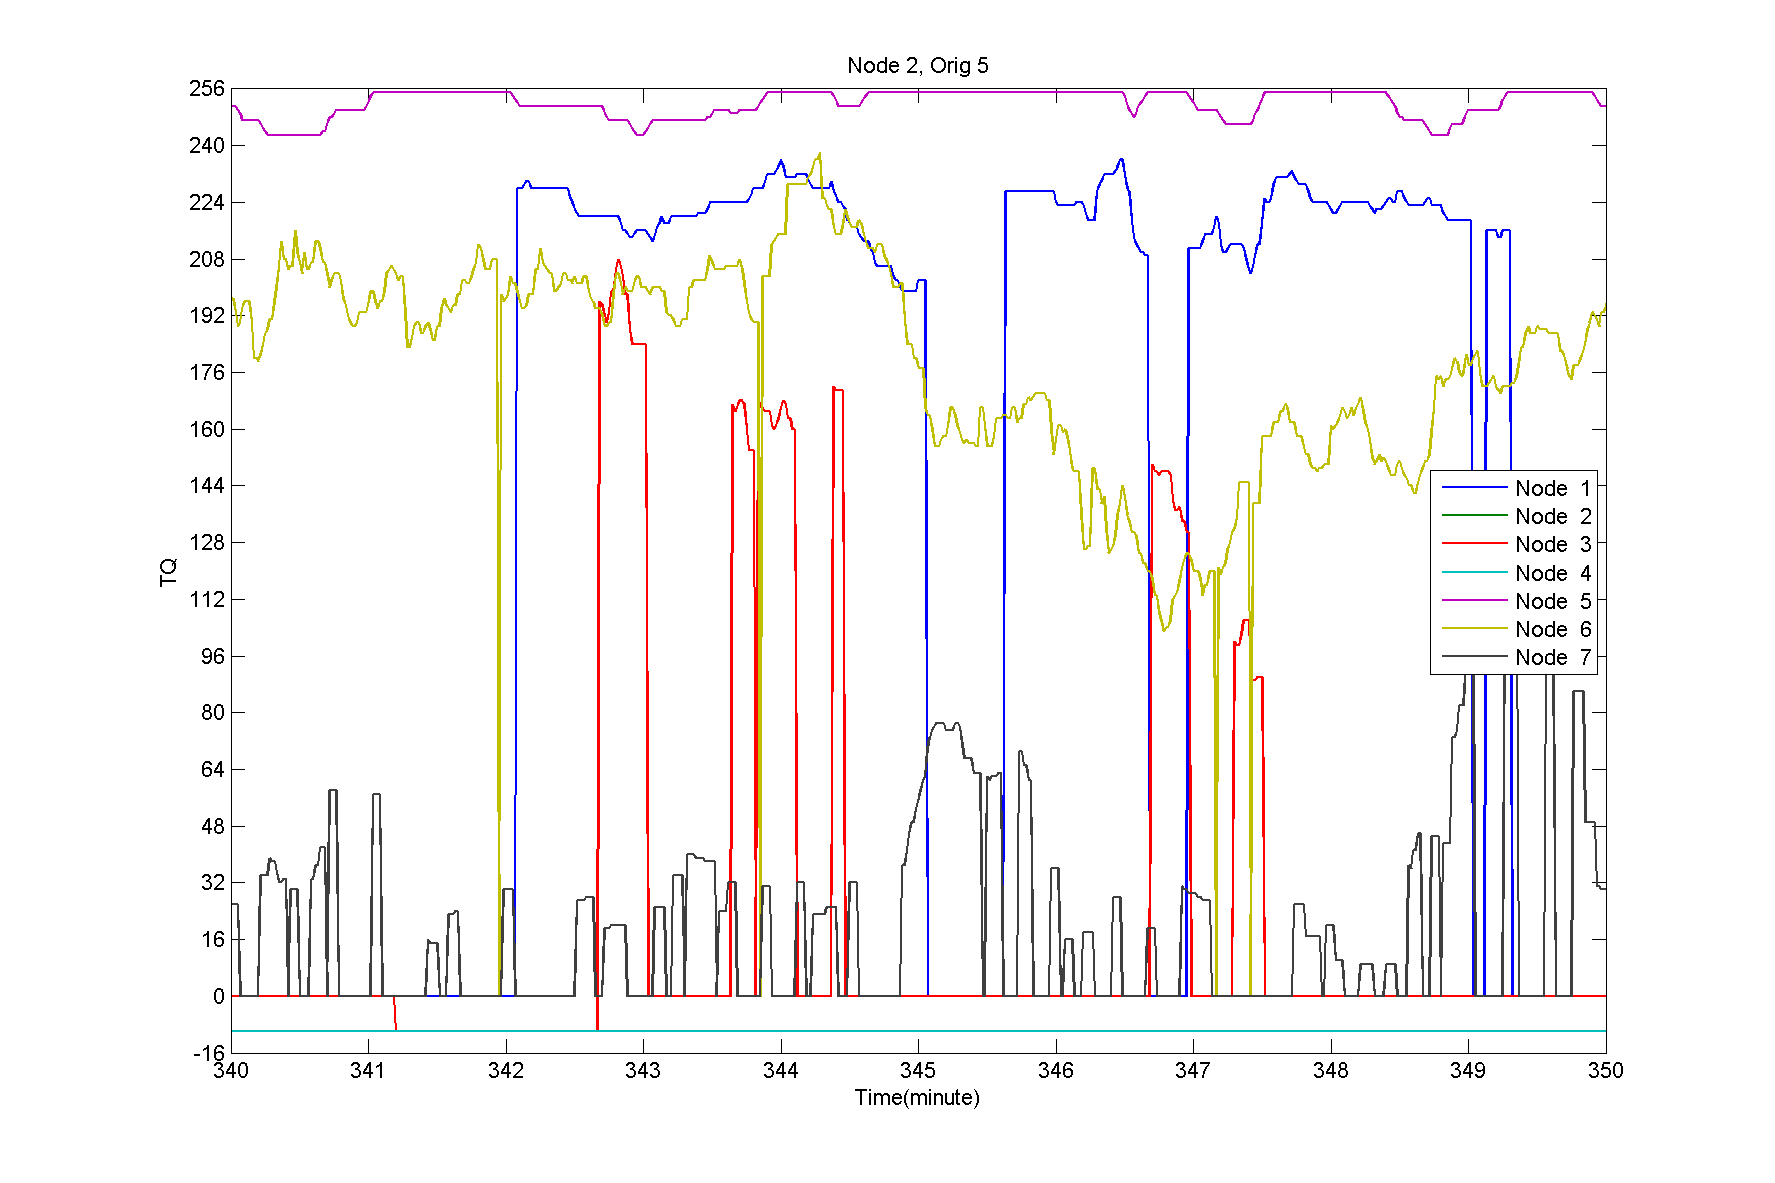 Node 2, Orig 5
256
240
224
208
192
176
160
144
128
112
96
80
64
48
32
16
0
-16
TQ
Node 1
Node 2
Node 3
Node 4
Node 5
Node 6
Node 7
340 341 342 343 344 345 346 347 348 349 350
Time(minute)